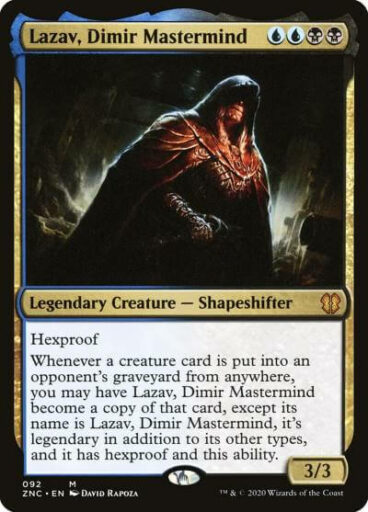 Lazav, Dimir Mastermind
Legendary Creature — Shapeshifter
Hexproof
Whenever a creature card is put into an
opponent's graveyard from anywhere,
you may have Lazav, Dimir Mastermind
become a copy of that card, except its
name is Lazav, Dimir Mastermind, it's
legendary in addition to its other types,
and it has hexproof and this ability.
3/3
092 M
ZNC • EN DAVID RAPOZA
™ & © 2020 Wizards of the Coast